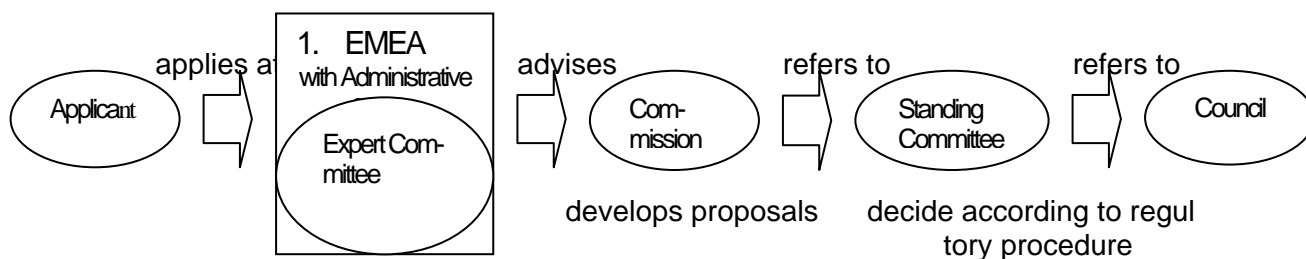 applies at
advises
refers to
refers to
Applicant
1. EMEA
with Administrative
Expert Com-
mittee
Com-
mission
Standing
Committee
Council
develops proposals
decide according to regul
tory procedure